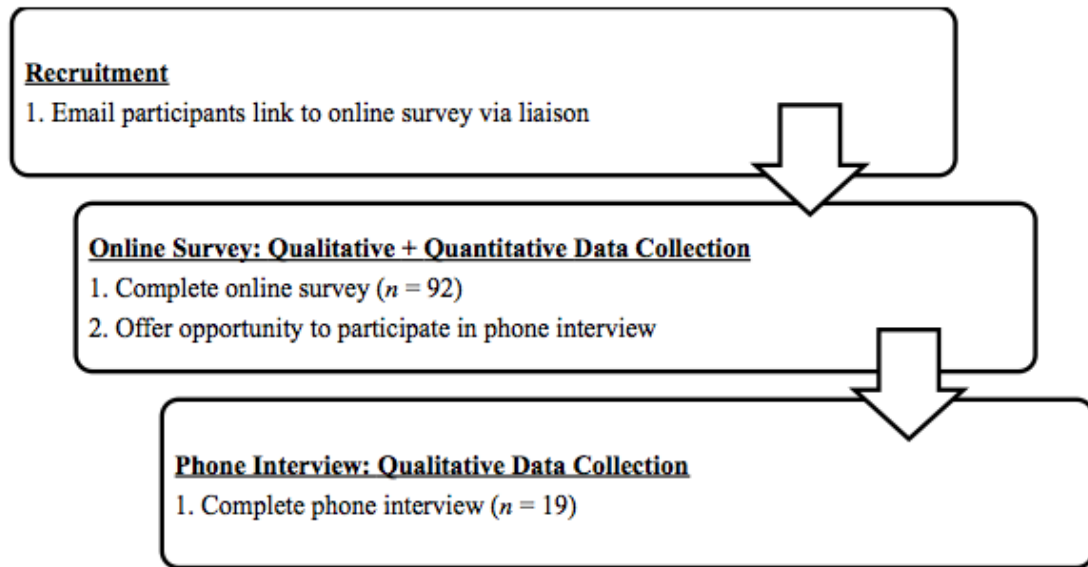 Recruitment
1. Email participants link to online survey via liaison
Online Survey: Qualitative + Quantitative Data Collection
1. Complete online survey (n = 92)
2. Offer opportunity to participate in phone interview
Phone Interview: Qualitative Data Collection
1. Complete phone interview (n = 19)